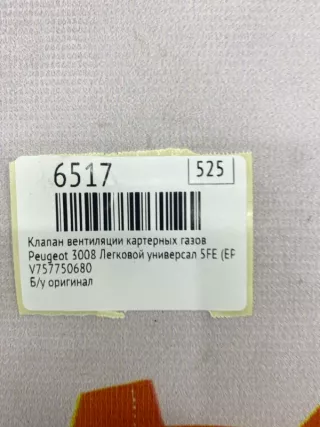 6517
525
Клапан вентиляции картерных газов
Peugeot 3008 Легковой универсал 5FE (EP
V757750680
Б/у оригинал